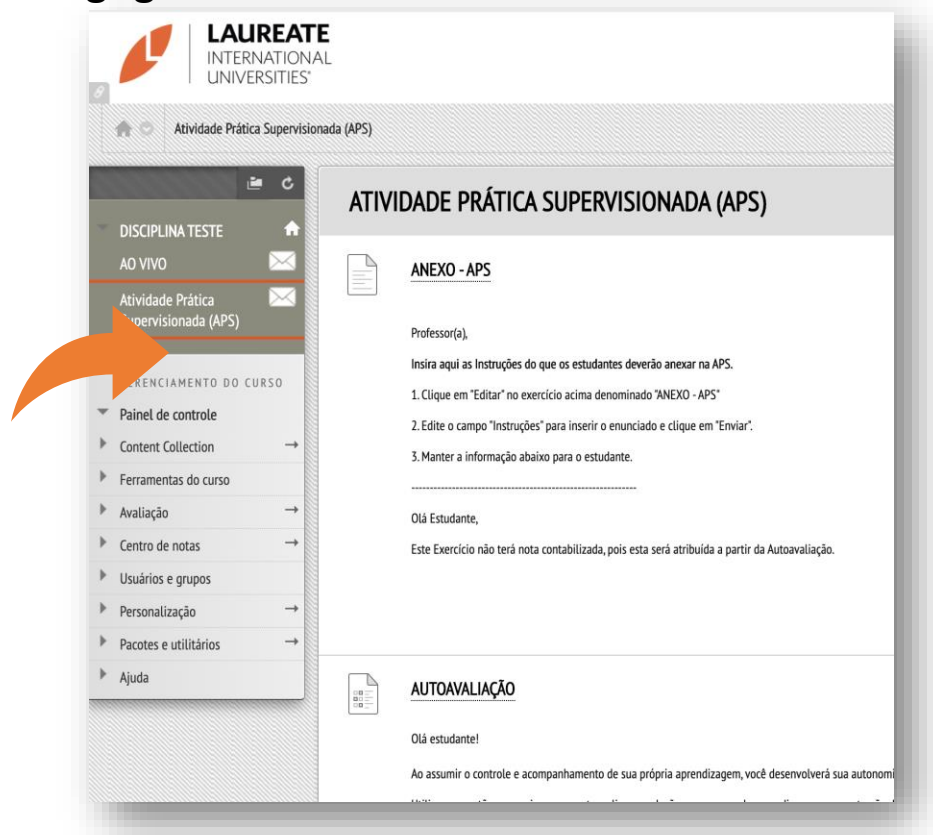 LAUREATE
INTERNATIONAL
UNIVERSITIES®
Atividade Prática Supervisionada (APS)
DISCIPLINA TESTE
AO VIVO
Atividade Prática
Supervisionada (APS)
GERENCIAMENTO DO CURSO
Painel de controle
Content Collection
Ferramentas do curso
Avaliação
Centro de notas
Usuários e grupos
Personalização
Pacotes e utilitários
Ajuda
ATIVIDADE PRÁTICA SUPERVISIONADA (APS)
ANEXO - APS
Professor(a),
Insira aqui as Instruções do que os estudantes deverão anexar na APS.
1. Clique em "Editar" no exercício acima denominado "ANEXO - APS"
2. Edite o campo "Instruções" para inserir o enunciado e clique em "Enviar".
3. Manter a informação abaixo para o estudante.
------------------------------------------------------------
Olá Estudante,
Este Exercício não terá nota contabilizada, pois esta será atribuída a partir da Autoavaliação.
AUTOAVALIAÇÃO
Olá estudante!
Ao assumir o controle e acompanhamento de sua própria aprendizagem, você desenvolverá sua autonomi